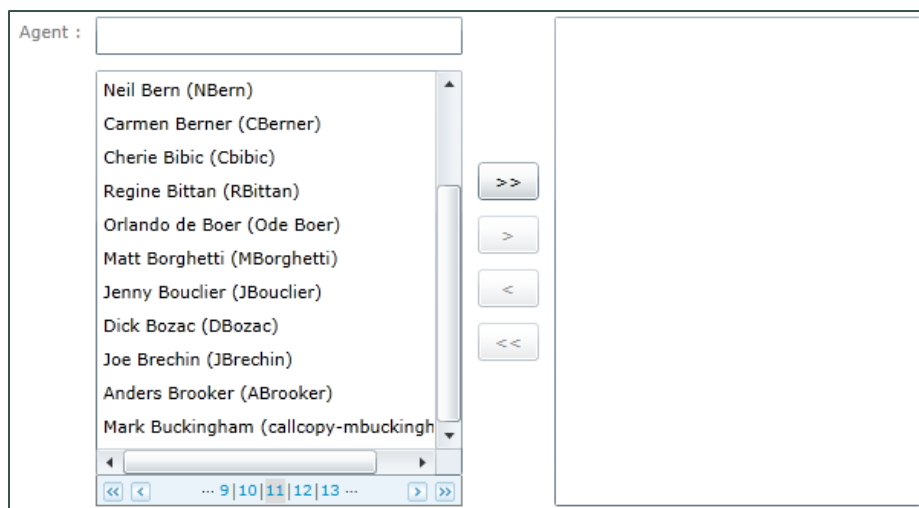 Agent :
Neil Bern (NBern)
Carmen Berner (CBerner)
Cherie Bibic (Cbibic)
Regine Bittan (RBittan)
Orlando de Boer (Ode Boer)
Matt Borghetti (MBorghetti)
Jenny Bouclier (JBouclier)
Dick Bozac (DBozac)
Joe Brechin (JBrechin)
Anders Brooker (ABrooker)
Mark Buckingham (callcopy-mbuckingh
... 9|10|11|12|13 ...
>>
>
<
<<